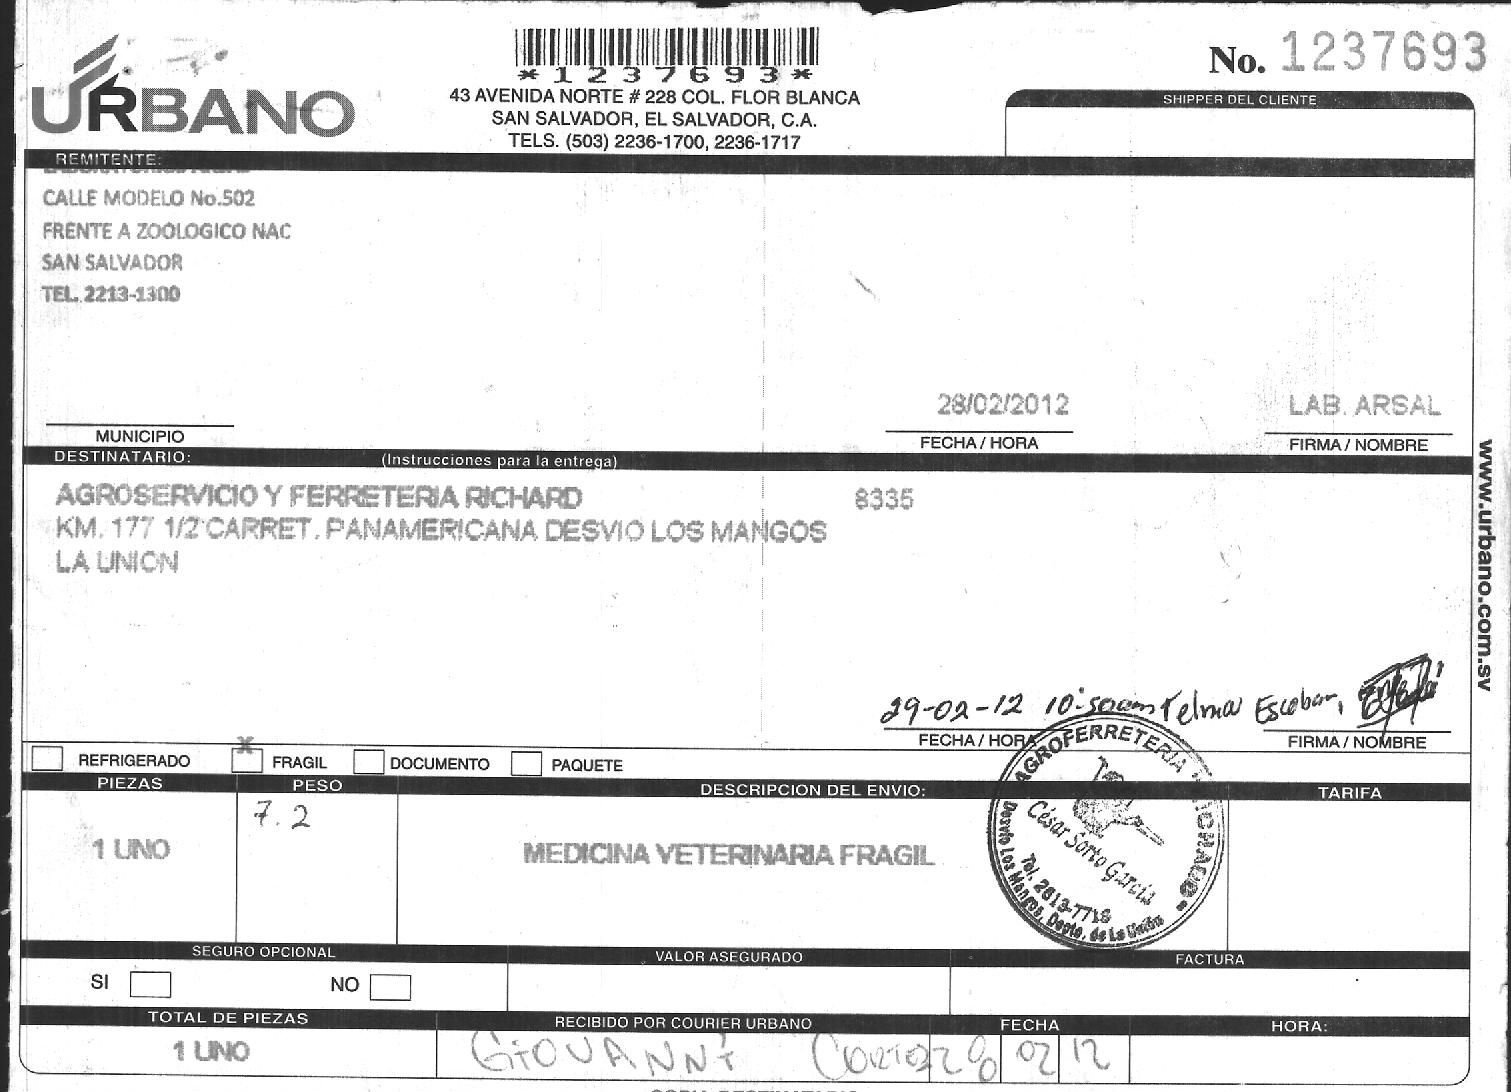 URBANO
*1237693*
43 AVENIDA NORTE # 228 COL. FLOR BLANCA
SAN SALVADOR, EL SALVADOR, C.A.
TELS. (503) 2236-1700, 2236-1717
No. 1237693
SHIPPER DEL CLIENTE
REMITENTE:
CALLE MODELO No.502
FRENTE A ZOOLOGICO NAC
SAN SALVADOR
TEL. 2213-1300
28/02/2012 LAB. ARSAL
MUNICIPIO FECHA / HORA FIRMA / NOMBRE
DESTINATARIO: (Instrucciones para la entrega)
AGROSERVICIO Y FERRETERIA RICHARD 8335
KM. 177 1/2 CARRET. PANAMERICANA DESVIO LOS MANGOS
LA UNION
www.urbano.com.sv
29-02-12 10:50am Telma Escobar,
FECHA / HORA FIRMA / NOMBRE
X
REFRIGERADO FRAGIL DOCUMENTO PAQUETE
PIEZAS PESO DESCRIPCION DEL ENVIO: TARIFA
1 UNO 7.2 MEDICINA VETERINARIA FRAGIL
AGROFERRETERIA
César Sorto García
Tel. 2613-7718
Desvío Los Mangos, Depto. de La Unión
SEGURO OPCIONAL VALOR ASEGURADO FACTURA
SI NO
TOTAL DE PIEZAS RECIBIDO POR COURIER URBANO FECHA HORA:
1 UNO GIOVANNI 02 12